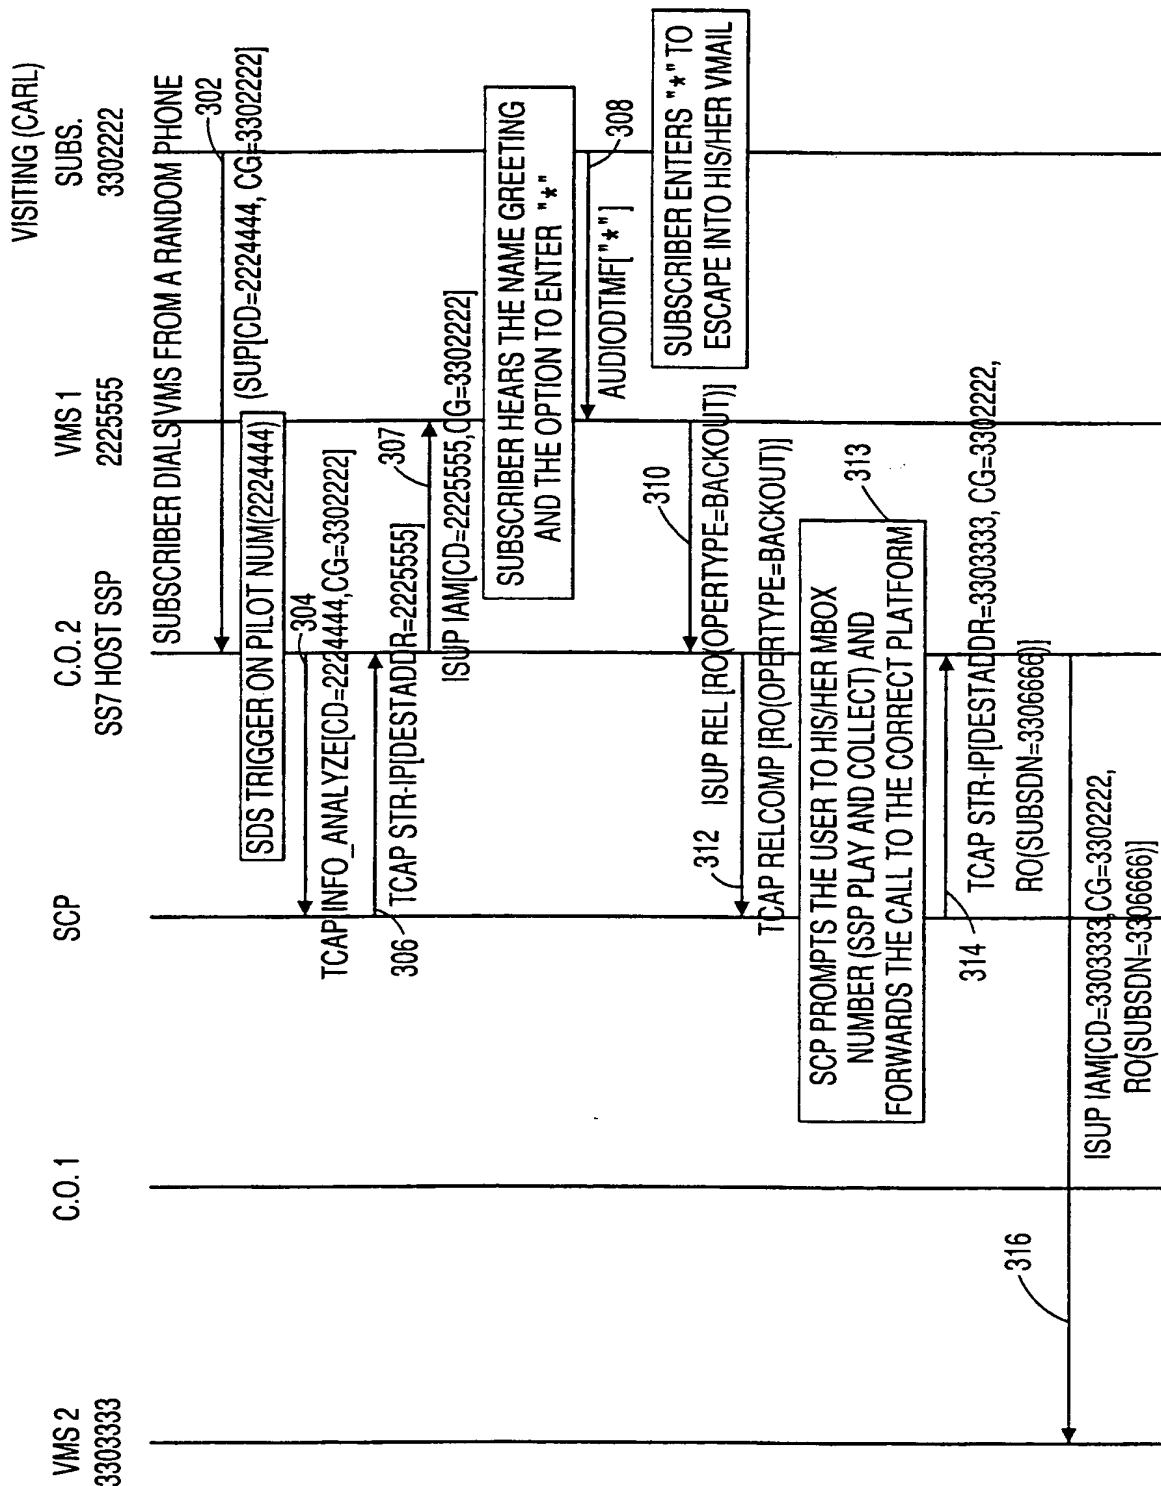 VMS 2
3303333
C.O.1
SCP
C.O. 2
SS7 HOST SSP
VMS 1
2225555
VISITING (CARL)
SUBS.
3302222
SUBSCRIBER DIALS VMS FROM A RANDOM PHONE
302
(SUP[CD=2224444, CG=3302222]
SDS TRIGGER ON PILOT NUM(2224444)
304
TCAP INFO_ANALYZE[CD=2224444,CG=3302222]
306
TCAP STR-IP[DESTADDR=2225555]
307
ISUP IAM[CD=2225555,CG=3302222]
SUBSCRIBER HEARS THE NAME GREETING
AND THE OPTION TO ENTER "*"
308
AUDIODTMF["*"]
SUBSCRIBER ENTERS "*" TO
ESCAPE INTO HIS/HER VMAIL
310
ISUP REL [RO(OPERTYPE=BACKOUT)]
312
TCAP RELCOMP [RO(OPERTYPE=BACKOUT)]
313
SCP PROMPTS THE USER TO HIS/HER MBOX
NUMBER (SSP PLAY AND COLLECT) AND
FORWARDS THE CALL TO THE CORRECT PLATFORM
314
TCAP STR-IP[DESTADDR=3303333, CG=3302222,
RO(SUBSDN=3306666)]
316
ISUP IAM[CD=3303333,CG=3302222,
RO(SUBSDN=3306666)]